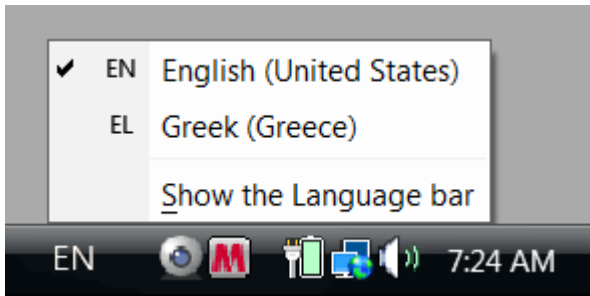 ✔ EN English (United States)
EL Greek (Greece)
Show the Language bar
EN M 7:24 AM